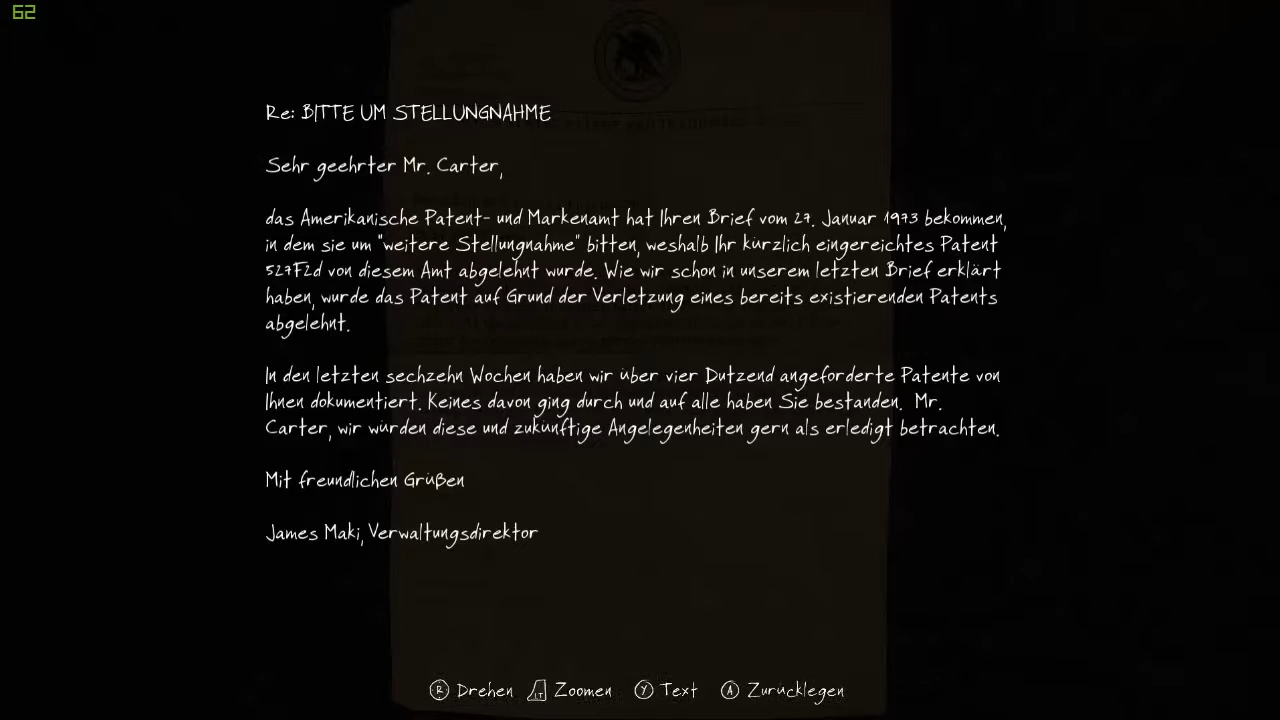 62
Re: BITTE UM STELLUNGNAHME
Sehr geehrter Mr. Carter,
das Amerikanische Patent- und Markenamt hat Ihren Brief vom 27. Januar 1973 bekommen,
in dem sie um "weitere Stellungnahme" bitten, weshalb Ihr kürzlich eingereichtes Patent
527F2d von diesem Amt abgelehnt wurde. Wie wir schon in unserem letzten Brief erklärt
haben, wurde das Patent auf Grund der Verletzung eines bereits existierenden Patents
abgelehnt.
In den letzten sechzehn Wochen haben wir über vier Dutzend angeforderte Patente von
Ihnen dokumentiert. Keines davon ging durch und auf alle haben Sie bestanden. Mr.
Carter, wir würden diese und zukünftige Angelegenheiten gern als erledigt betrachten.
Mit freundlichen Grüßen
James Maki, Verwaltungsdirektor
R Drehen LT Zoomen Y Text A Zurücklegen